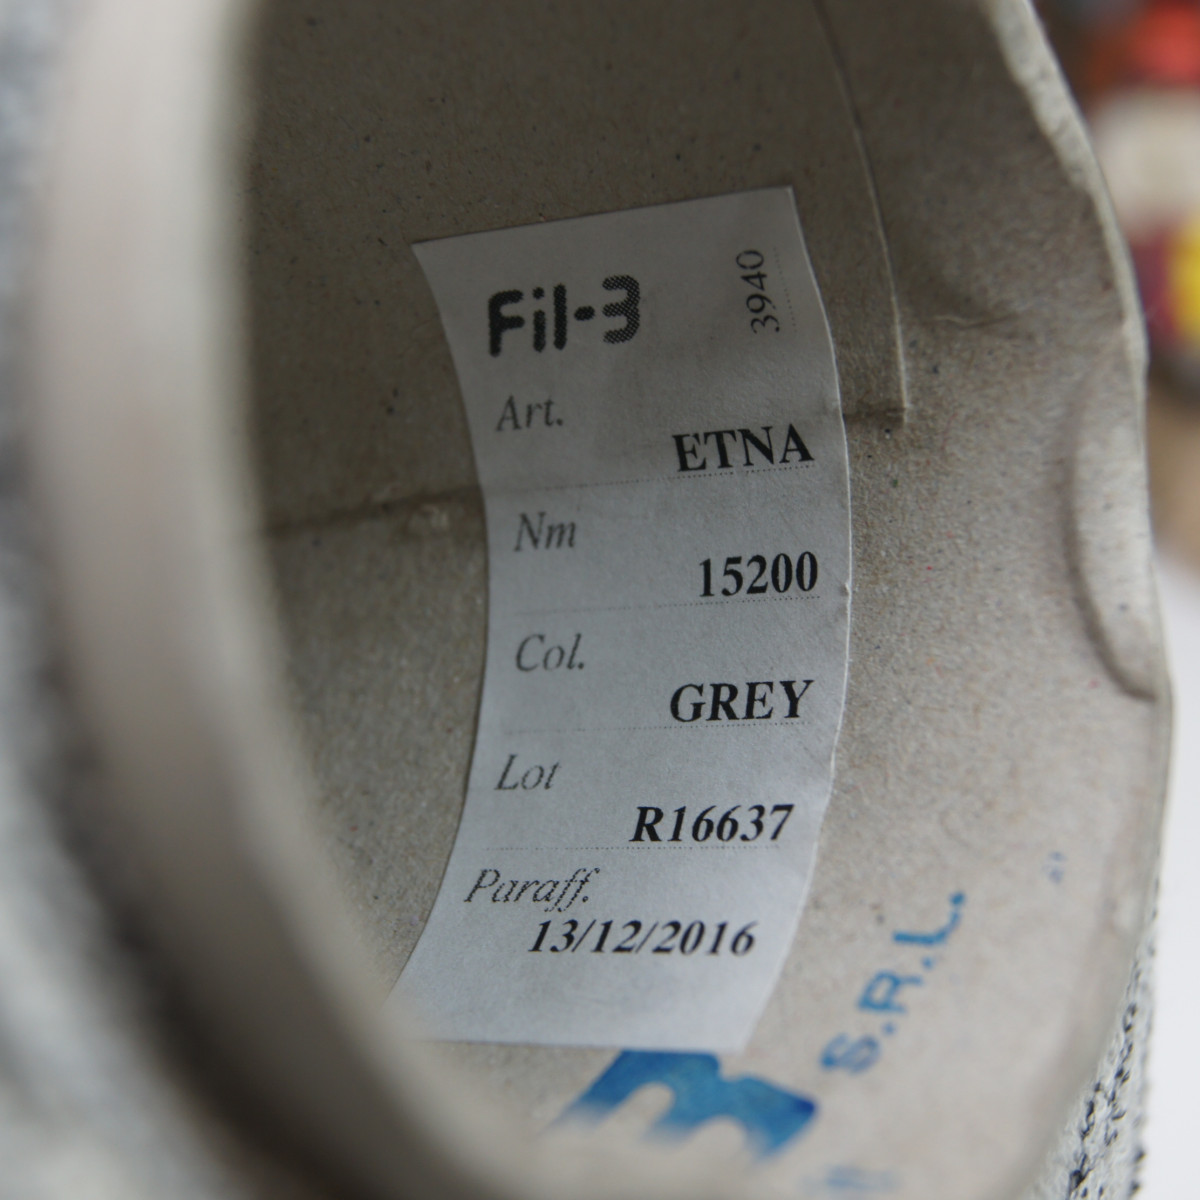 Fil-3
3940
Art.
ETNA
Nm
15200
Col.
GREY
Lot
R16637
Paraff.
13/12/2016
S.R.L.